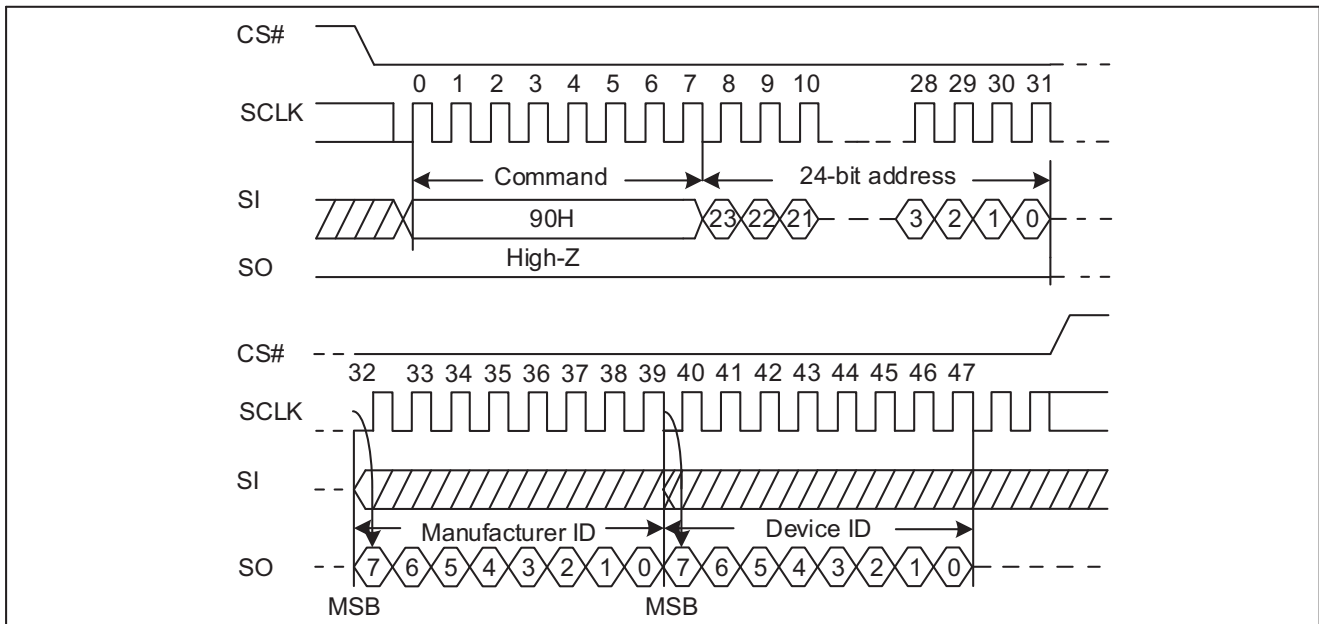 CS#
0 1 2 3 4 5 6 7 8 9 10 28 29 30 31
SCLK
Command 24-bit address
SI
90H 23 22 21 3 2 1 0
High-Z
SO
CS#
32 33 34 35 36 37 38 39 40 41 42 43 44 45 46 47
SCLK
SI
Manufacturer ID Device ID
SO 7 6 5 4 3 2 1 0 7 6 5 4 3 2 1 0
MSB MSB